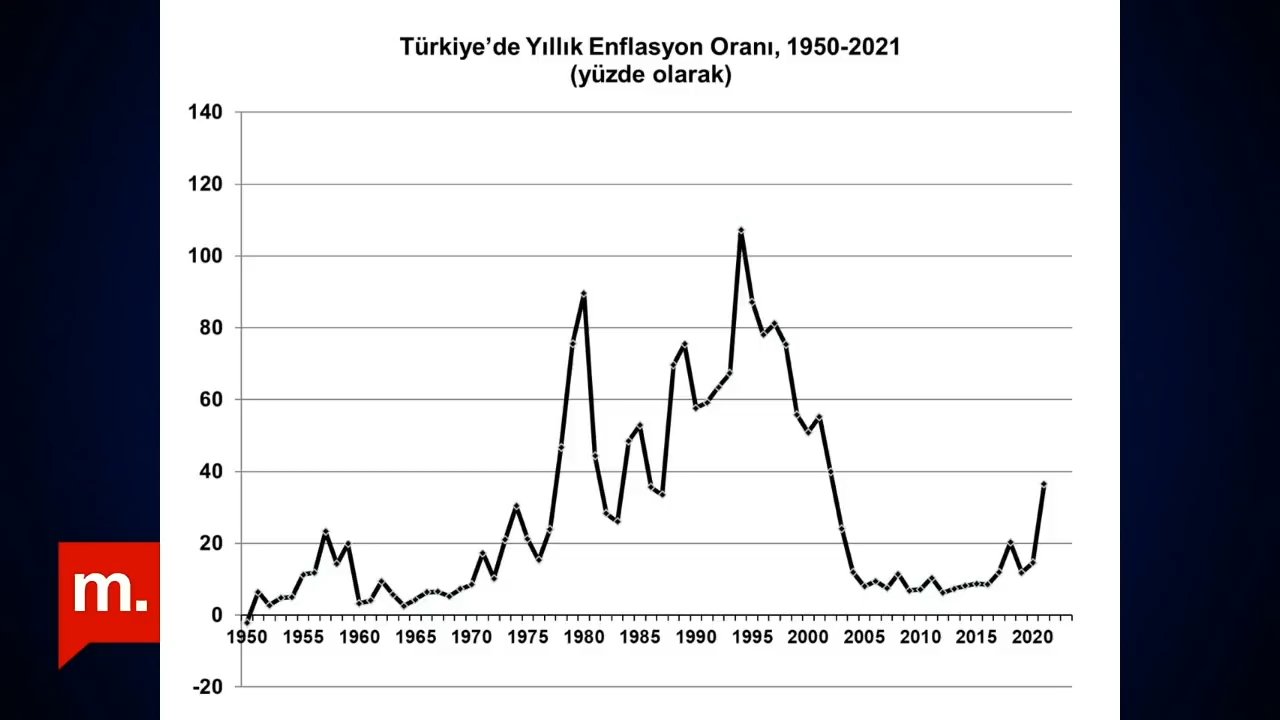 Türkiye’de Yıllık Enflasyon Oranı, 1950-2021
(yüzde olarak)
140
120
100
80
60
40
20
0
1950 1955 1960 1965 1970 1975 1980 1985 1990 1995 2000 2005 2010 2015 2020
-20
m.